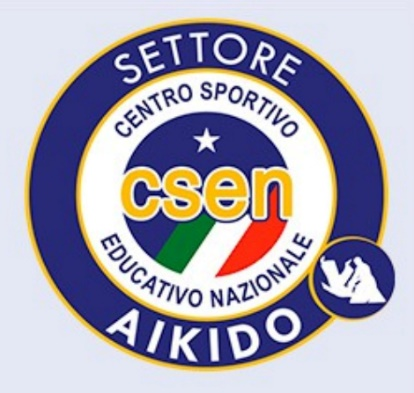 SETTORE
CENTRO SPORTIVO
csen
EDUCATIVO NAZIONALE
AIKIDO